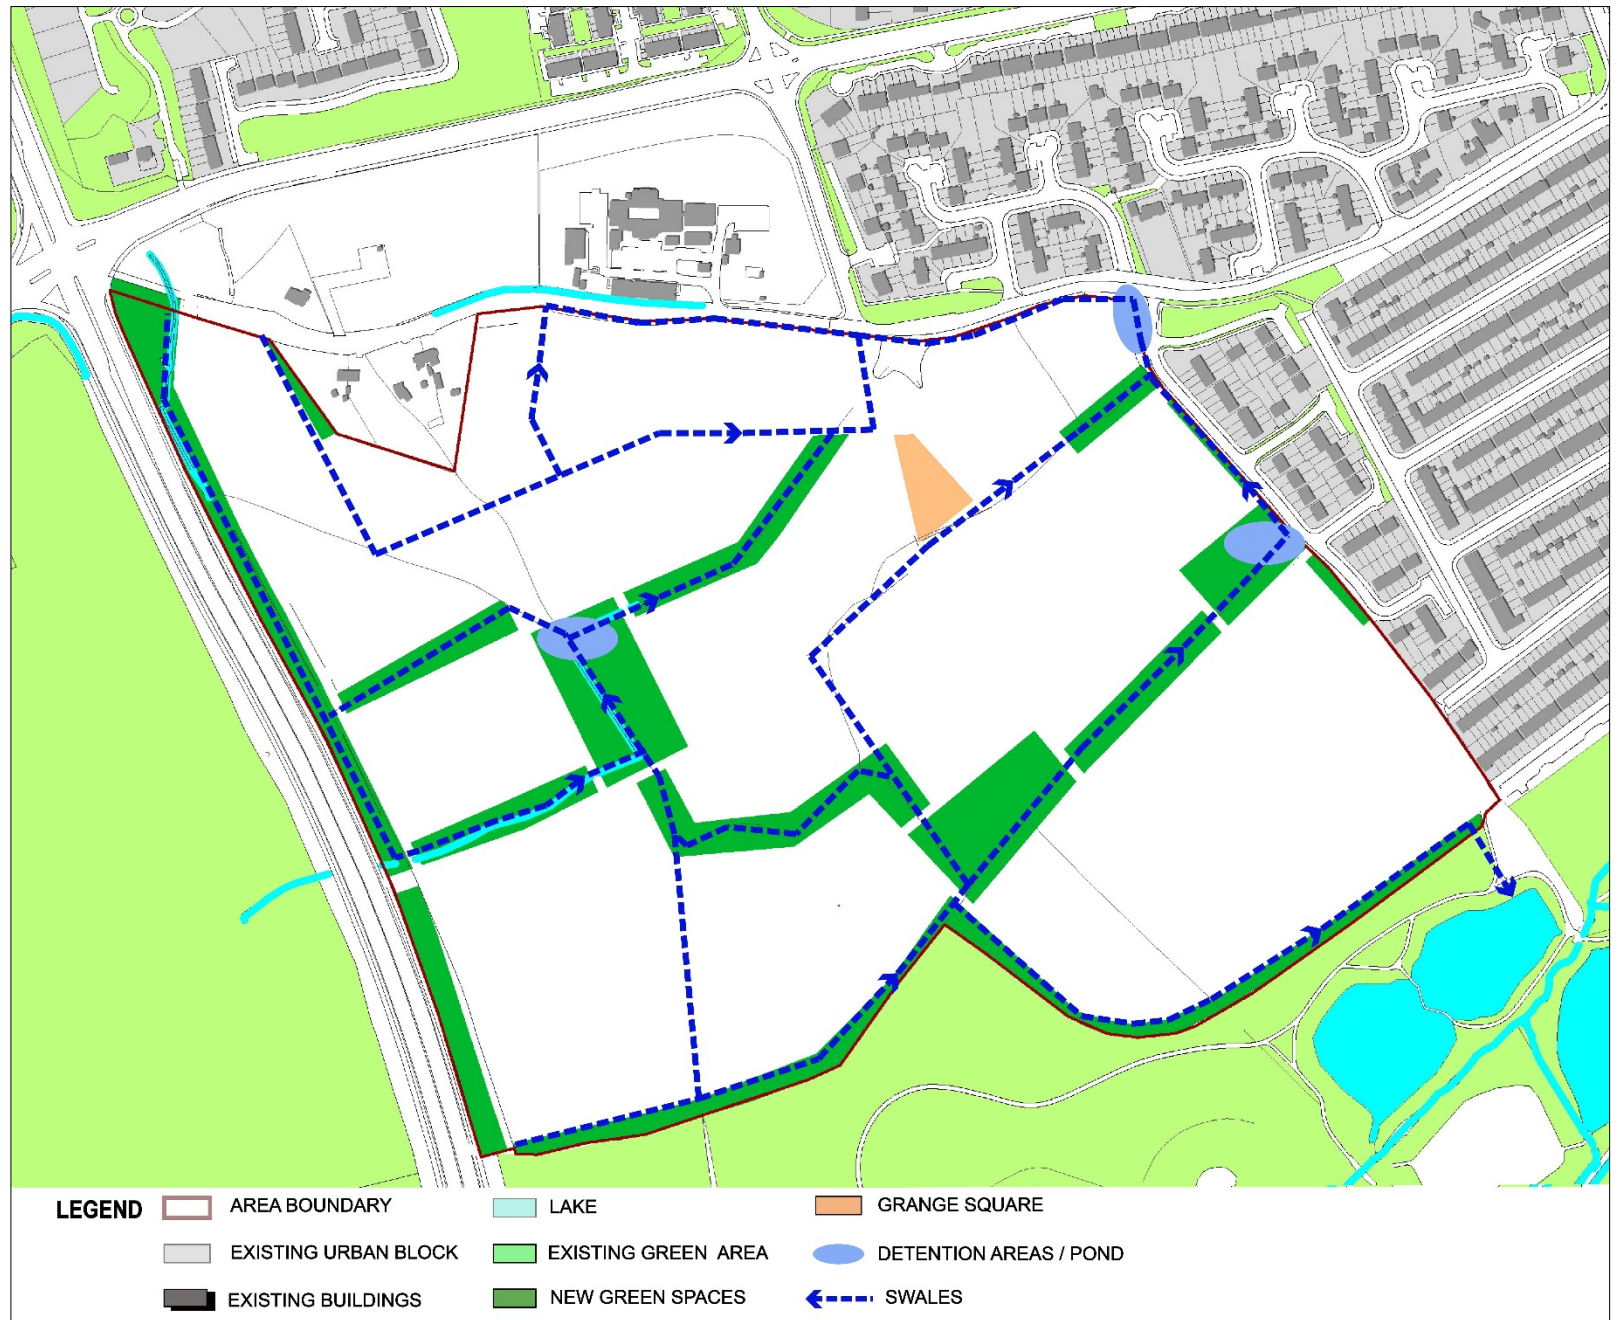 LEGEND
AREA BOUNDARY
LAKE
GRANGE SQUARE
EXISTING URBAN BLOCK
EXISTING GREEN AREA
DETENTION AREAS / POND
EXISTING BUILDINGS
NEW GREEN SPACES
SWALES